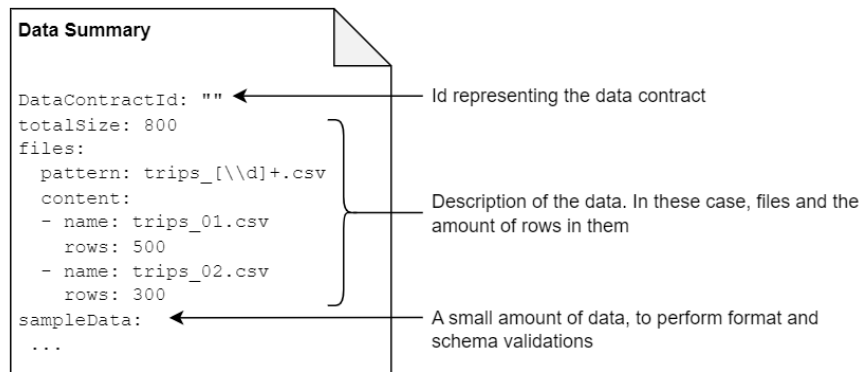 Data Summary
DataContractId: ""
totalSize: 800
files:
  pattern: trips_[\\d]+.csv
  content:
  - name: trips_01.csv
    rows: 500
  - name: trips_02.csv
    rows: 300
sampleData:
 ...
Id representing the data contract
Description of the data. In these case, files and the
amount of rows in them
A small amount of data, to perform format and
schema validations